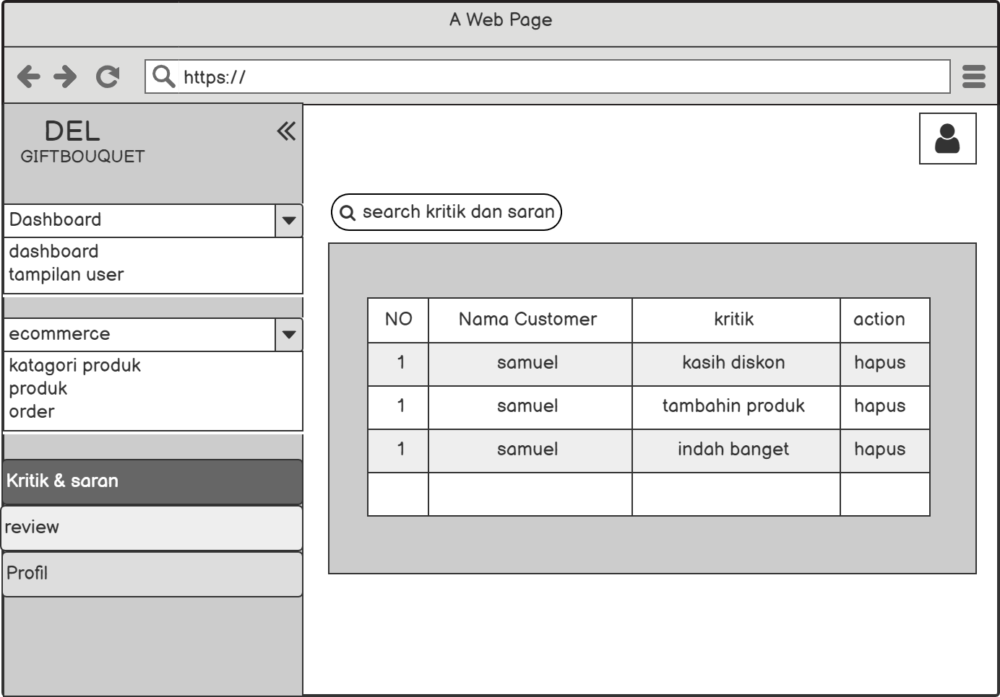 A Web Page
https://
DEL
GIFTBOUQUET
Dashboard
dashboard
tampilan user
ecommerce
katagori produk
produk
order
Kritik & saran
review
Profil
search kritik dan saran
NO Nama Customer kritik action
1 samuel kasih diskon hapus
1 samuel tambahin produk hapus
1 samuel indah banget hapus